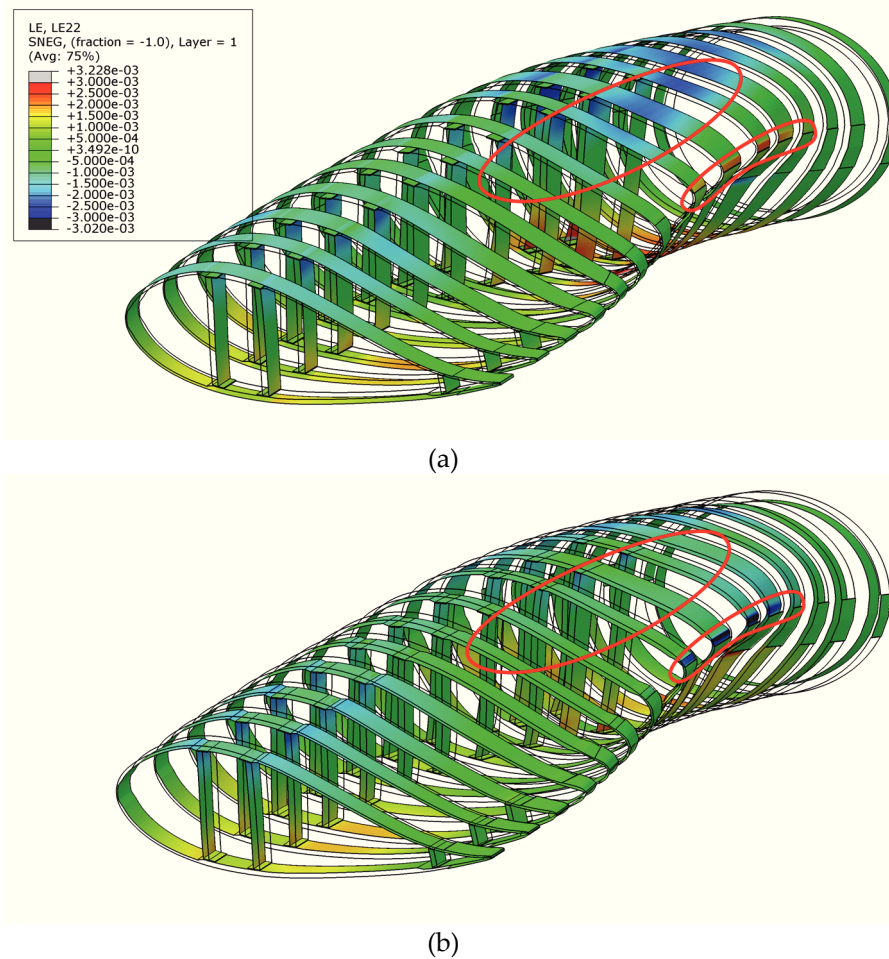 LE, LE22
SNEG, (fraction = -1.0), Layer = 1
(Avg: 75%)
+3.228e-03
+3.000e-03
+2.500e-03
+2.000e-03
+1.500e-03
+1.000e-03
+5.000e-04
+3.492e-10
-5.000e-04
-1.000e-03
-1.500e-03
-2.000e-03
-2.500e-03
-3.000e-03
-3.020e-03
(a)
(b)